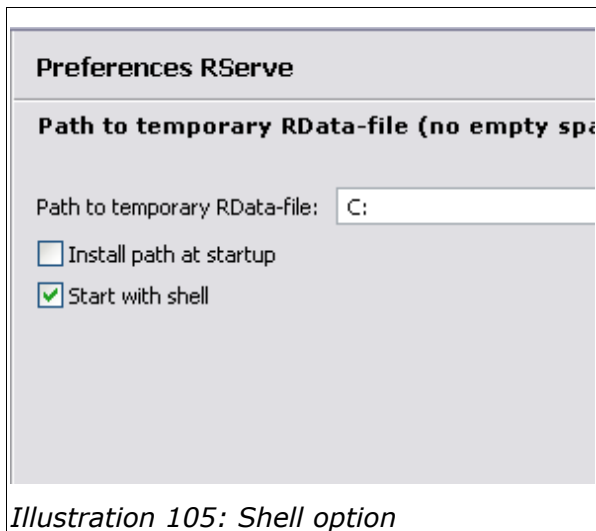 Preferences RServe
Path to temporary RData-file (no empty
Path to temporary RData-file: C:
Install path at startup
Start with shell
Illustration 105: Shell option